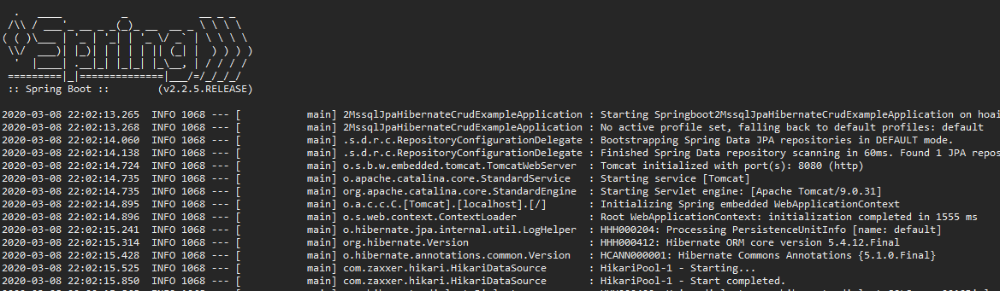 .   ____          _            __ _ _
 /\\ / ___'_ __ _ _(_)_ __  __ _ \ \ \ \
( ( )\___ | '_ | '_| | '_ \/ _` | \ \ \ \
 \\/  ___)| |_)| | | | | || (_| |  ) ) ) )
  '  |____| .__|_| |_|_| |_\__, | / / / /
 =========|_|==============|___/=/_/_/_/
 :: Spring Boot ::        (v2.2.5.RELEASE)
2020-03-08 22:02:13.265  INFO 1068 --- [           main] 2MssqlJpaHibernateCrudExampleApplication : Starting Springboot2MssqlJpaHibernateCrudExampleApplication on hoai
2020-03-08 22:02:13.268  INFO 1068 --- [           main] 2MssqlJpaHibernateCrudExampleApplication : No active profile set, falling back to default profiles: default
2020-03-08 22:02:14.060  INFO 1068 --- [           main] .s.d.r.c.RepositoryConfigurationDelegate : Bootstrapping Spring Data JPA repositories in DEFAULT mode.
2020-03-08 22:02:14.138  INFO 1068 --- [           main] .s.d.r.c.RepositoryConfigurationDelegate : Finished Spring Data repository scanning in 60ms. Found 1 JPA repos
2020-03-08 22:02:14.724  INFO 1068 --- [           main] o.s.b.w.embedded.tomcat.TomcatWebServer  : Tomcat initialized with port(s): 8080 (http)
2020-03-08 22:02:14.735  INFO 1068 --- [           main] o.apache.catalina.core.StandardService   : Starting service [Tomcat]
2020-03-08 22:02:14.735  INFO 1068 --- [           main] org.apache.catalina.core.StandardEngine  : Starting Servlet engine: [Apache Tomcat/9.0.31]
2020-03-08 22:02:14.895  INFO 1068 --- [           main] o.a.c.c.C.[Tomcat].[localhost].[/]       : Initializing Spring embedded WebApplicationContext
2020-03-08 22:02:14.896  INFO 1068 --- [           main] o.s.web.context.ContextLoader            : Root WebApplicationContext: initialization completed in 1555 ms
2020-03-08 22:02:15.241  INFO 1068 --- [           main] o.hibernate.jpa.internal.util.LogHelper  : HHH000204: Processing PersistenceUnitInfo [name: default]
2020-03-08 22:02:15.314  INFO 1068 --- [           main] org.hibernate.Version                    : HHH000412: Hibernate ORM core version 5.4.12.Final
2020-03-08 22:02:15.428  INFO 1068 --- [           main] o.hibernate.annotations.common.Version   : HCANN000001: Hibernate Commons Annotations {5.1.0.Final}
2020-03-08 22:02:15.525  INFO 1068 --- [           main] com.zaxxer.hikari.HikariDataSource       : HikariPool-1 - Starting...
2020-03-08 22:02:15.850  INFO 1068 --- [           main] com.zaxxer.hikari.HikariDataSource       : HikariPool-1 - Start completed.